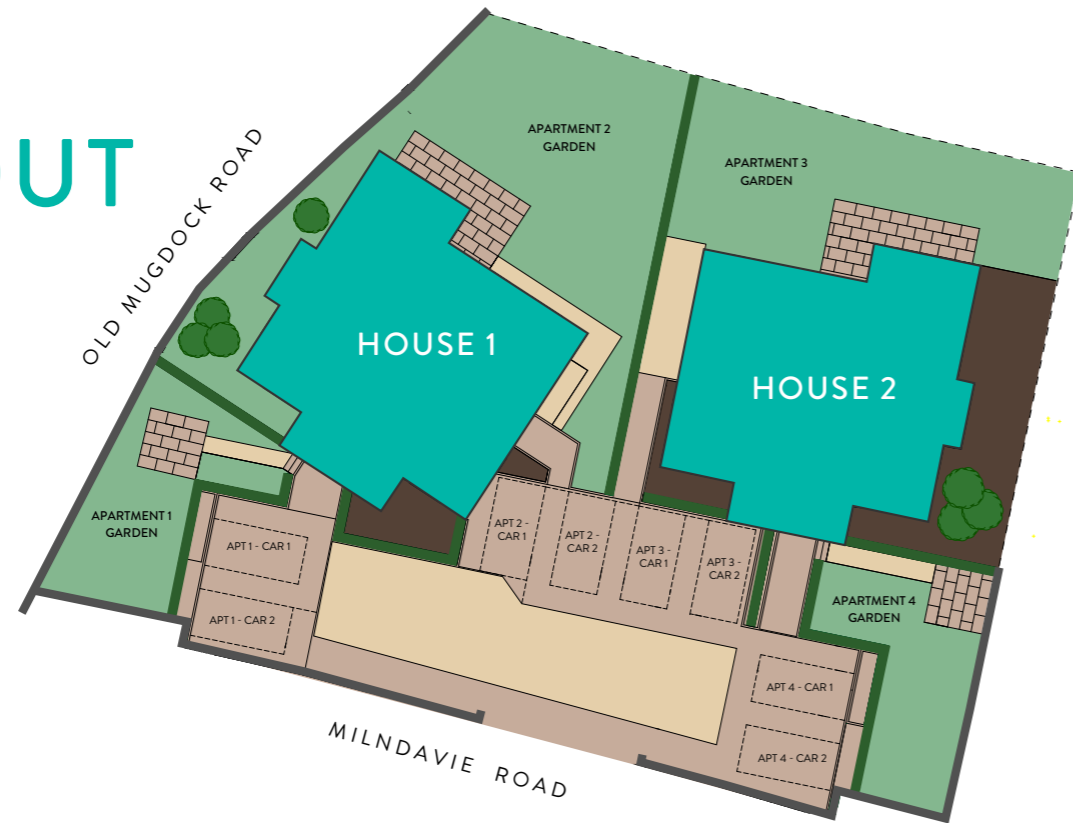 OUT
OLD MUGDOCK ROAD
APARTMENT 2
GARDEN
APARTMENT 3
GARDEN
HOUSE 1
HOUSE 2
APARTMENT 1
GARDEN
APT 1 - CAR 1
APT 1 - CAR 2
APT 2 -
CAR 1
APT 2 -
CAR 2
APT 3 -
CAR 1
APT 3 -
CAR 2
APARTMENT 4
GARDEN
APT 4 - CAR 1
APT 4 - CAR 2
MILNDAVIE ROAD